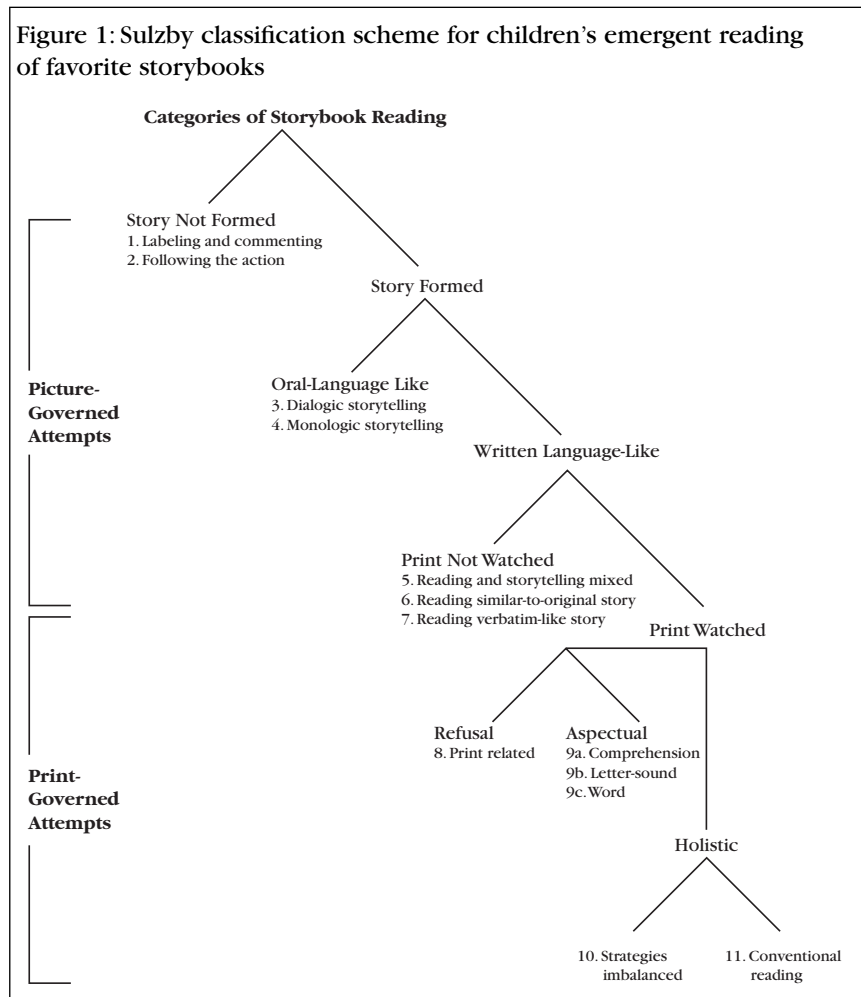 Figure 1: Sulzby classification scheme for children's emergent reading
of favorite storybooks
Categories of Storybook Reading
Story Not Formed
1. Labeling and commenting
2. Following the action
Story Formed
Picture-
Governed
Attempts
Oral-Language Like
3. Dialogic storytelling
4. Monologic storytelling
Written Language-Like
Print Not Watched
5. Reading and storytelling mixed
6. Reading similar-to-original story
7. Reading verbatim-like story
Print Watched
Print-
Governed
Attempts
Refusal
8. Print related
Aspectual
9a. Comprehension
9b. Letter-sound
9c. Word
Holistic
10. Strategies
imbalanced
11. Conventional
reading